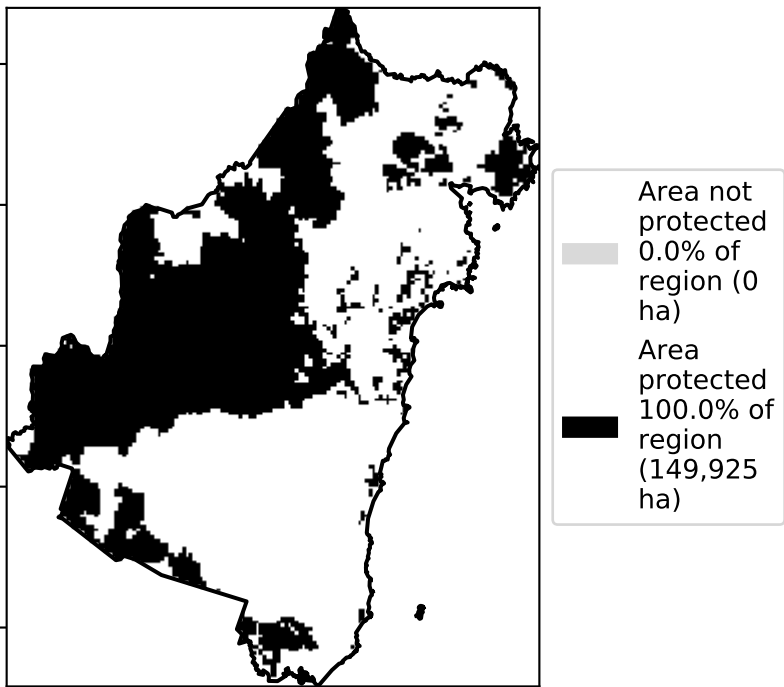 Area not
protected
0.0% of
region (0
ha)
Area
protected
100.0% of
region
(149,925
ha)